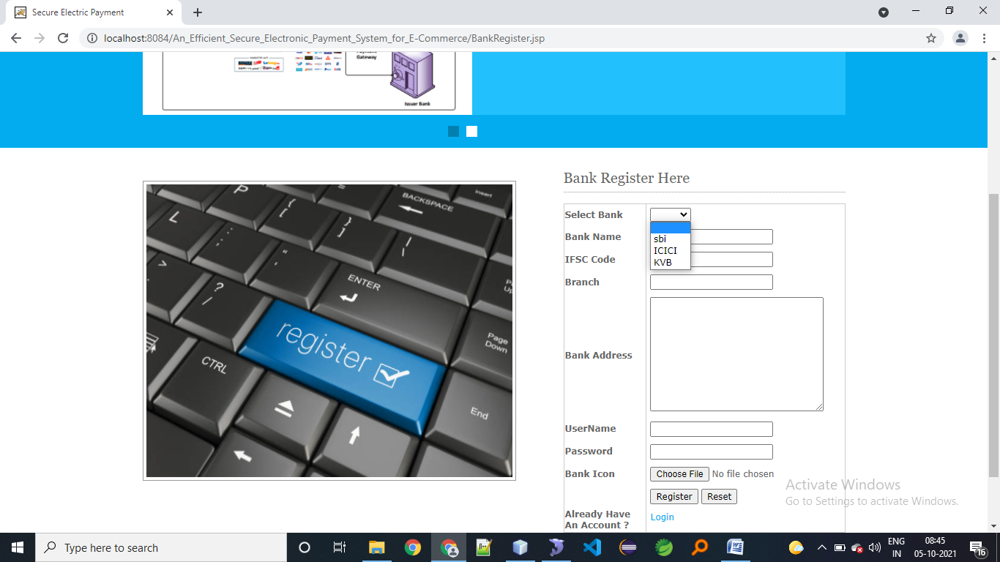 Secure Electric Payment
localhost:8084/An_Efficient_Secure_Electronic_Payment_System_for_E-Commerce/BankRegister.jsp
Gateway
Issuer Bank
Bank Register Here
Select Bank
sbi
ICICI
KVB
Bank Name
IFSC Code
Branch
Bank Address
UserName
Password
Bank Icon Choose File No file chosen
Register Reset
Already Have
An Account ?
Login
P
Insert
BACKSPACE
L
ENTER
?
/
register
Page
Down
CTRL
End
Activate Windows
Go to Settings to activate Windows.
Type here to search
ENG
IN
08:45
05-10-2021
16